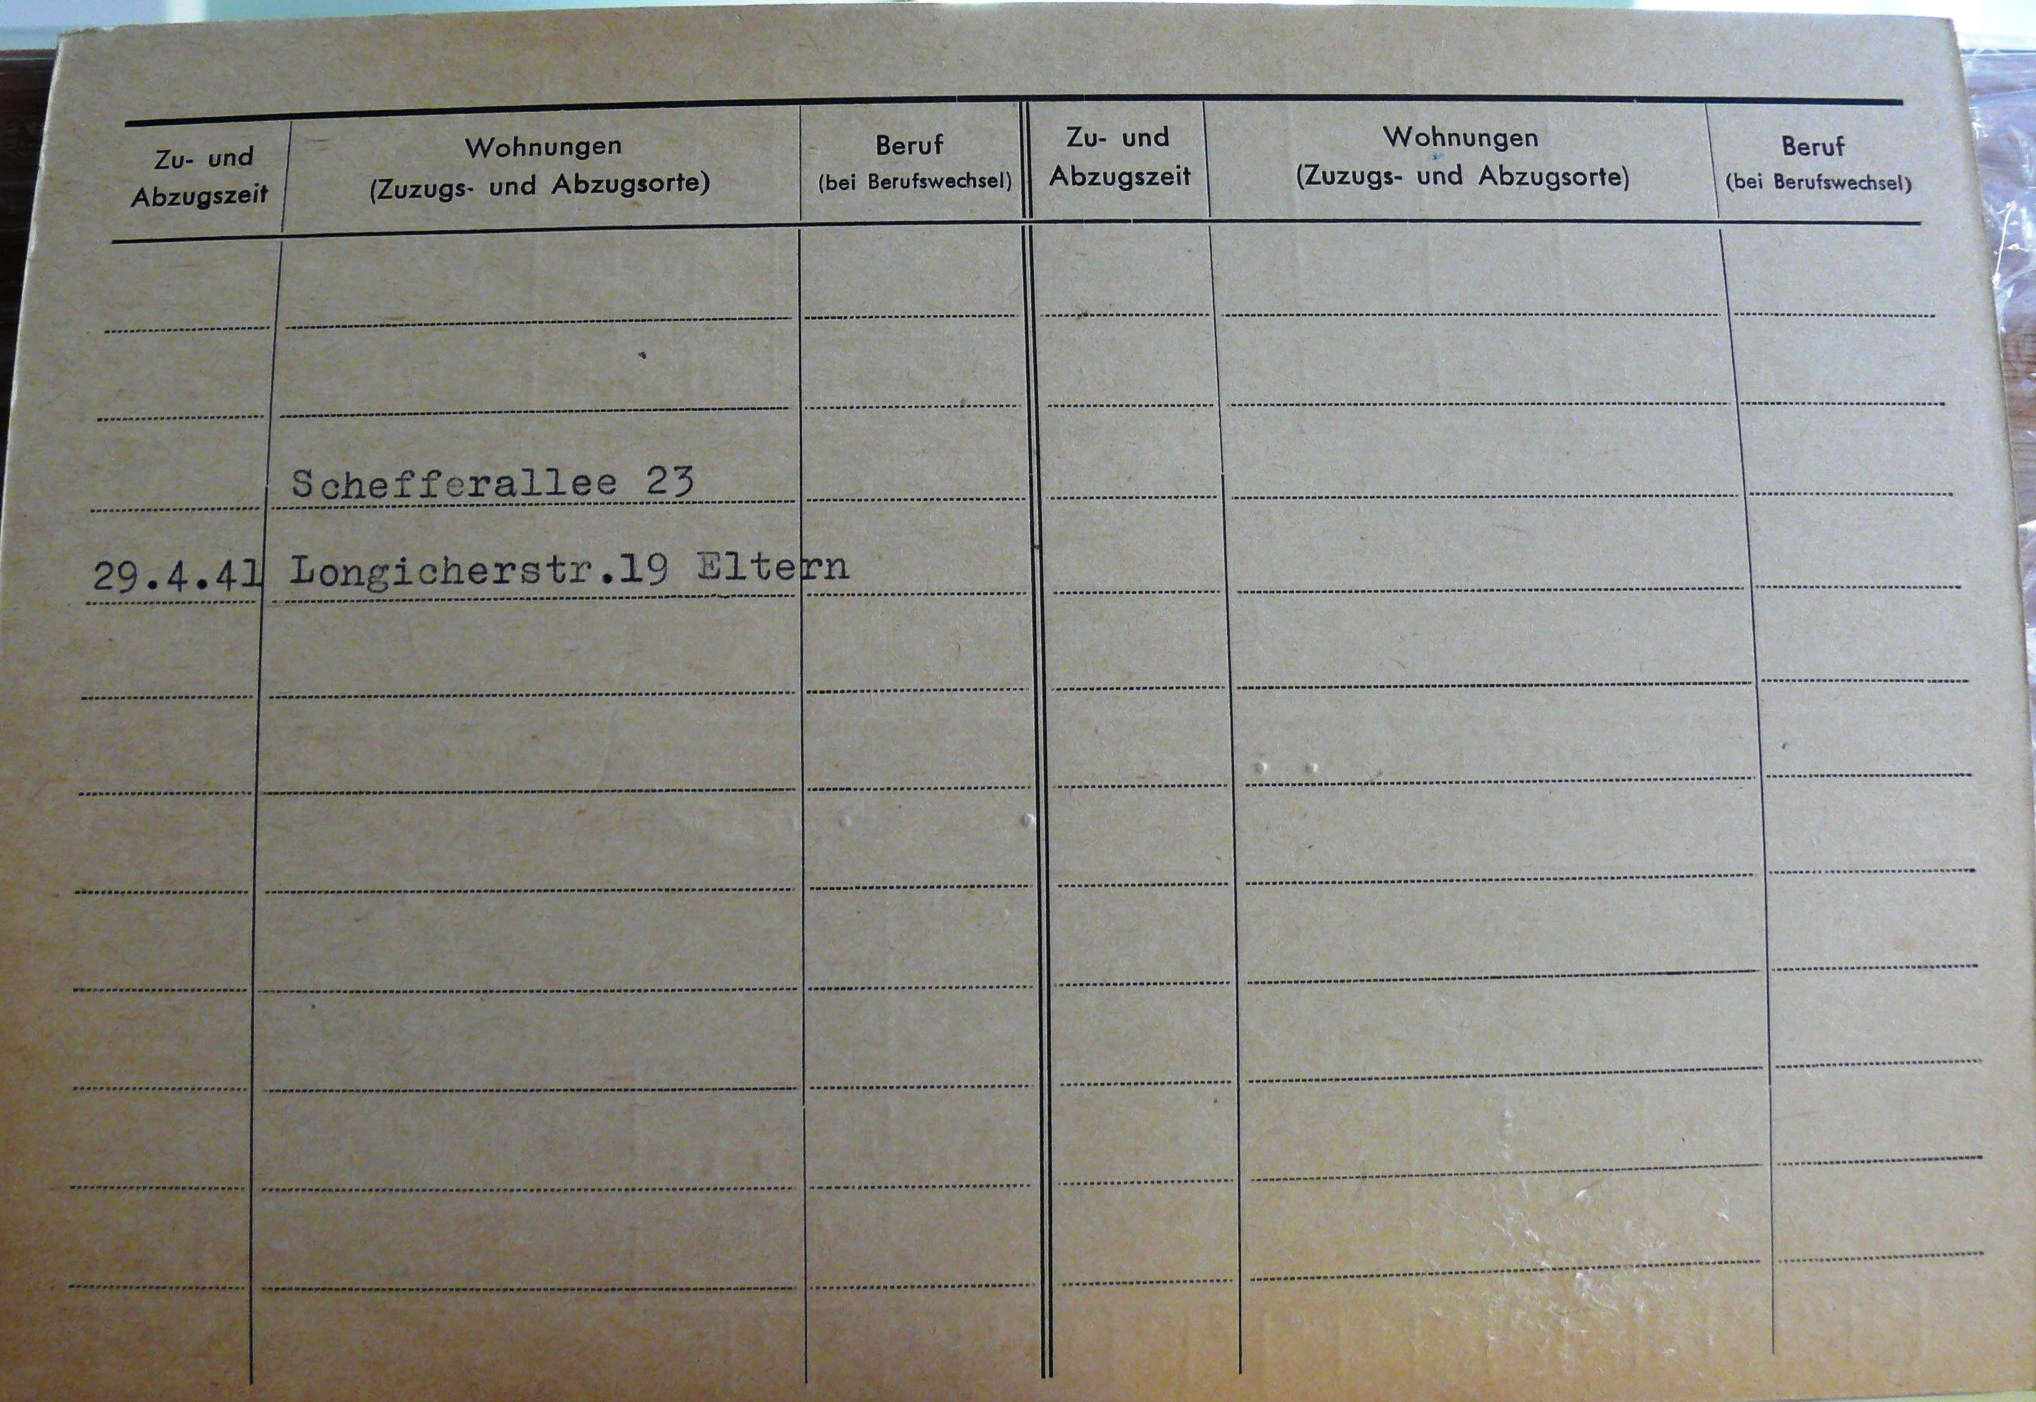 Zu- und
Abzugszeit
Wohnungen
(Zuzugs- und Abzugsorte)
Beruf
(bei Berufswechsel)
Zu- und
Abzugszeit
Wohnungen
(Zuzugs- und Abzugsorte)
Beruf
(bei Berufswechsel)
Schefferallee 23
29.4.41 Longicherstr.19 Eltern